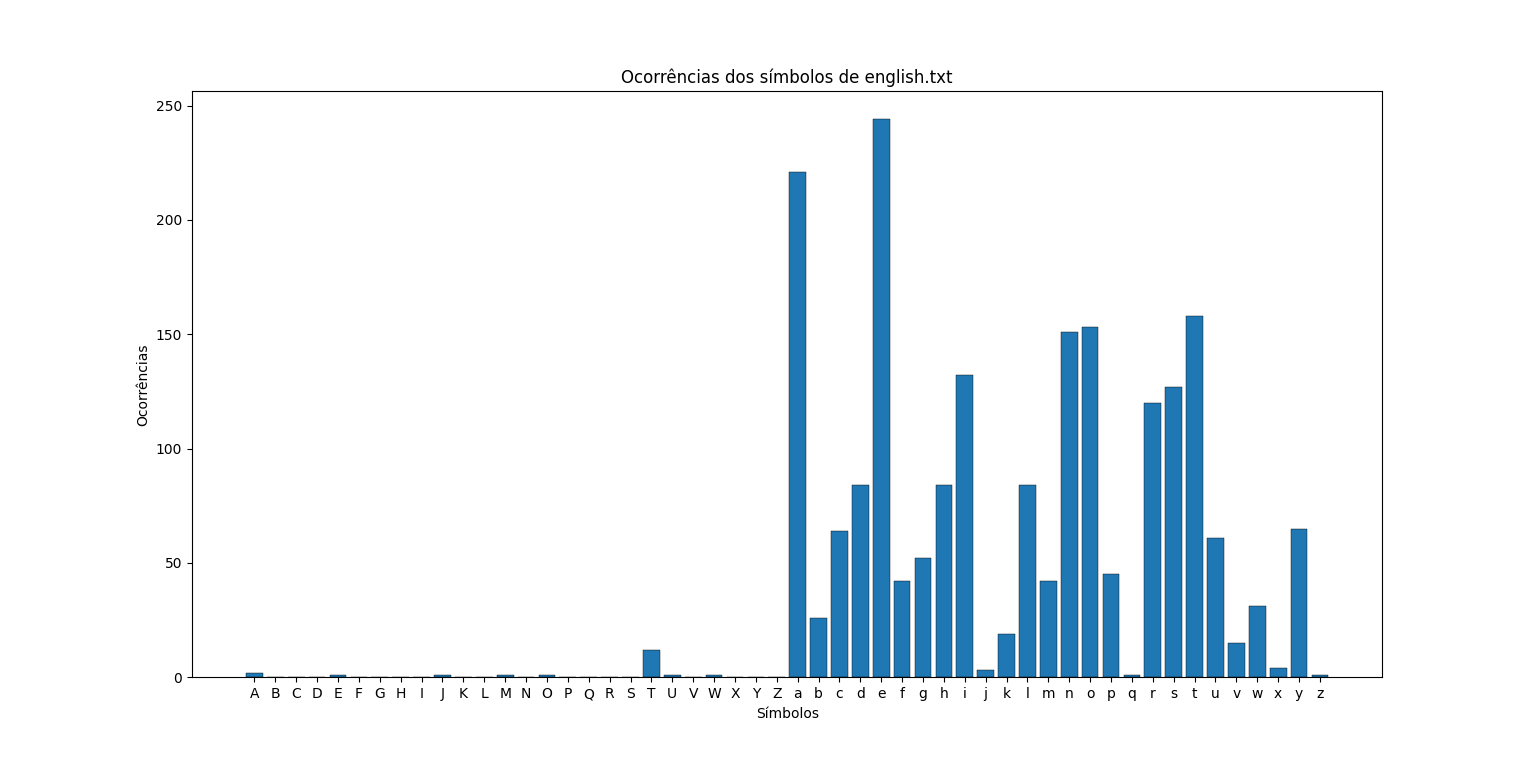 Ocorrências dos símbolos de english.txt
250
200
150
100
50
0
Ocorrências
A B C D E F G H I J K L M N O P Q R S T U V W X Y Z a b c d e f g h i j k l m n o p q r s t u v w x y z
Símbolos